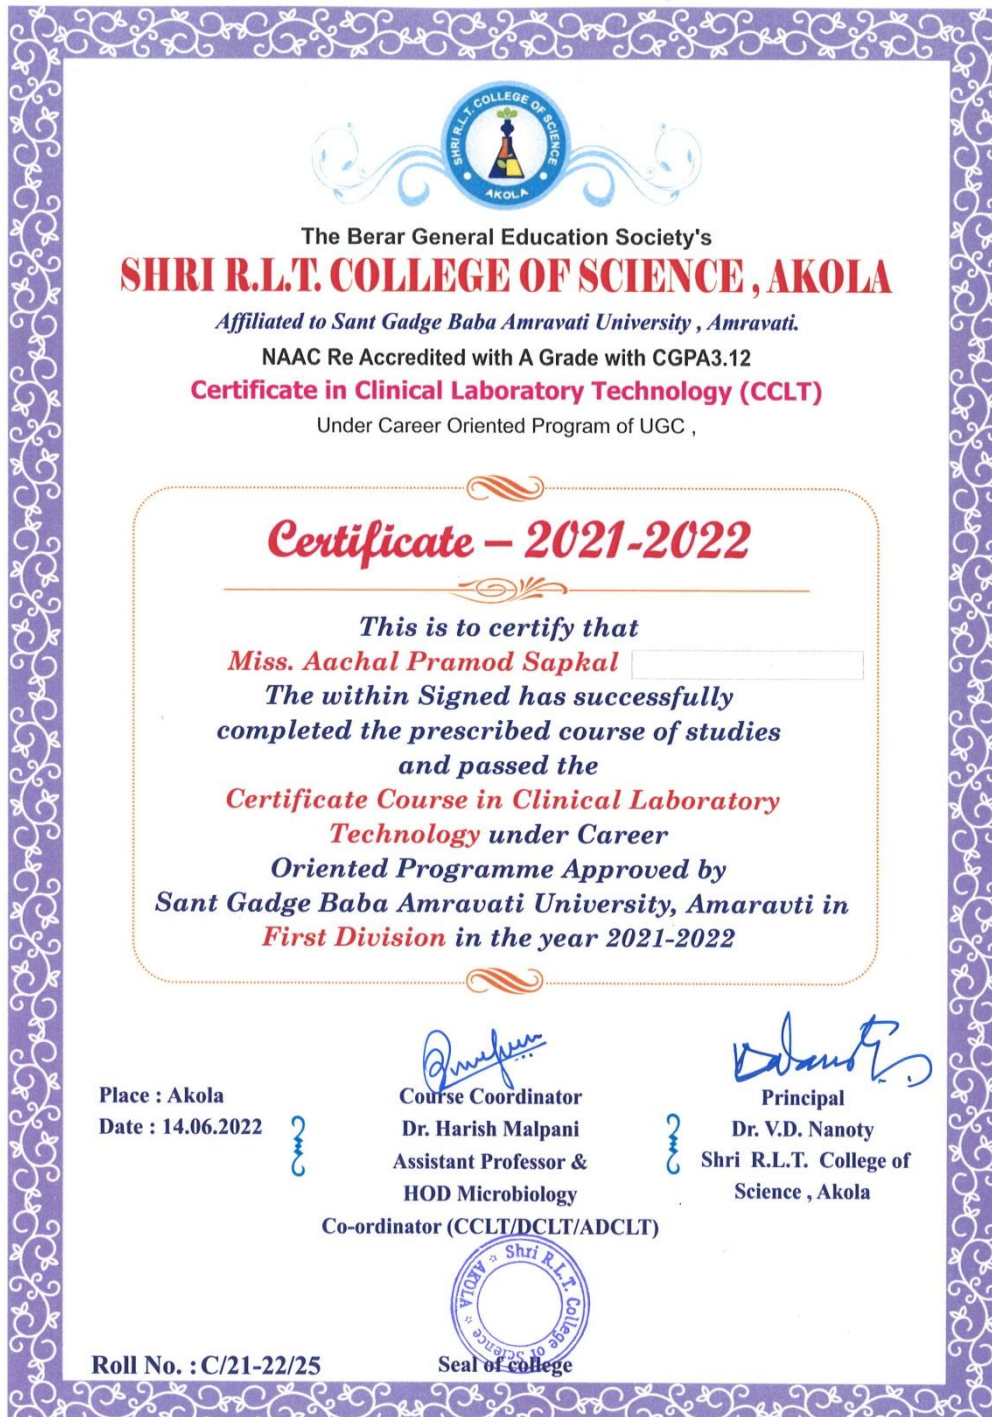 SHRI R.L.T. COLLEGE OF SCIENCE
AKOLA
The Berar General Education Society's
SHRI R.L.T. COLLEGE OF SCIENCE , AKOLA
Affiliated to Sant Gadge Baba Amravati University , Amravati.
NAAC Re Accredited with A Grade with CGPA3.12
Certificate in Clinical Laboratory Technology (CCLT)
Under Career Oriented Program of UGC ,
Certificate – 2021-2022
This is to certify that
Miss. Aachal Pramod Sapkal
The within Signed has successfully
completed the prescribed course of studies
and passed the
Certificate Course in Clinical Laboratory
Technology under Career
Oriented Programme Approved by
Sant Gadge Baba Amravati University, Amaravti in
First Division in the year 2021-2022
Place : Akola
Date : 14.06.2022
Course Coordinator
Dr. Harish Malpani
Assistant Professor &
HOD Microbiology
Co-ordinator (CCLT/DCLT/ADCLT)
Principal
Dr. V.D. Nanoty
Shri R.L.T. College of
Science , Akola
Shri R.L.T. College of Science
AKOLA
Roll No. : C/21-22/25
Seal of college